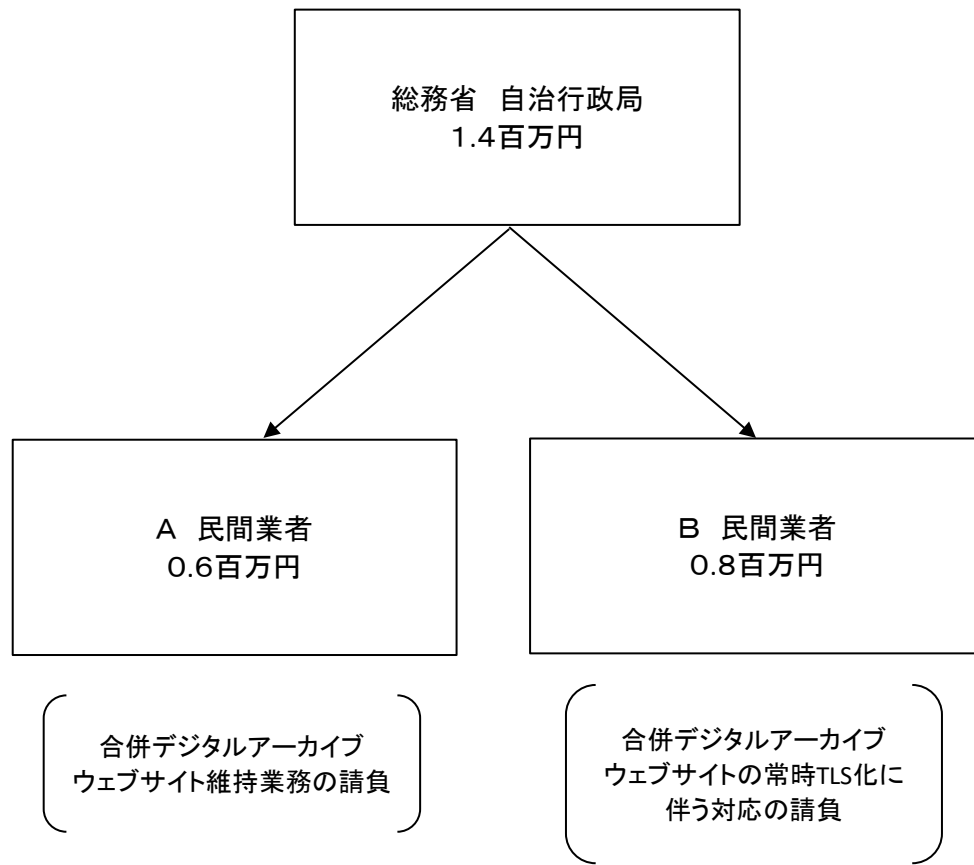 総務省　自治行政局
１.４百万円
Ａ　民間業者
０.６百万円
Ｂ　民間業者
０.８百万円
合併デジタルアーカイブ
ウェブサイト維持業務の請負
合併デジタルアーカイブ
ウェブサイトの常時TLS化に
伴う対応の請負